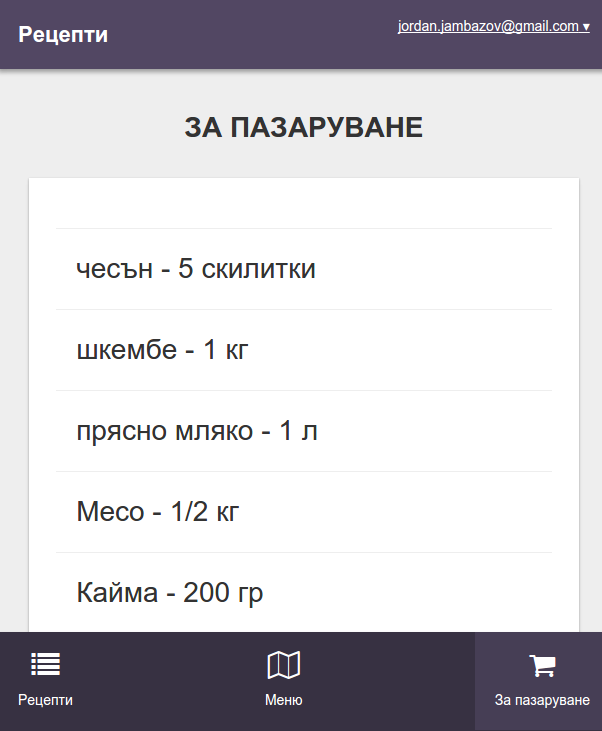 Рецепти
jordan.jambazov@gmail.com ▾
ЗА ПАЗАРУВАНЕ
чесън - 5 скилитки
шкембе - 1 кг
прясно мляко - 1 л
Месо - 1/2 кг
Кайма - 200 гр
Рецепти
Меню
За пазаруване